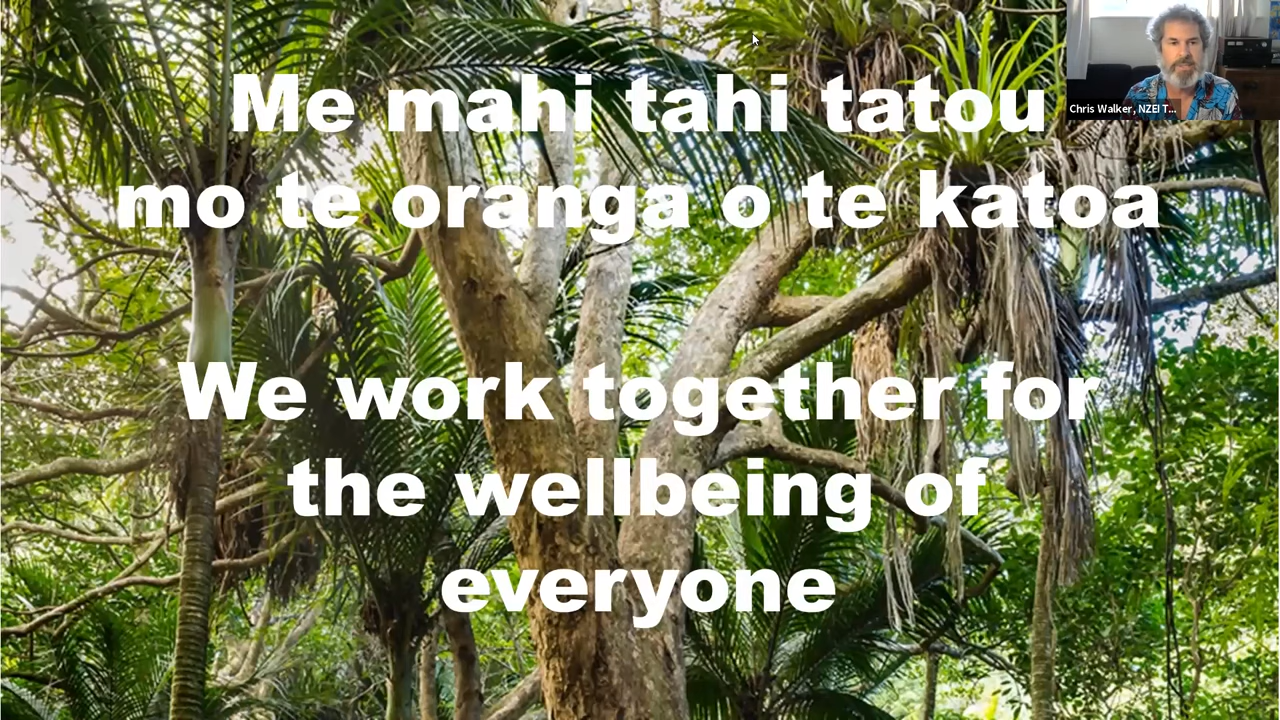 Me mahi tahi tatou
mo te oranga o te katoa
We work together for
the wellbeing of
everyone
Chris Walker, NZEI T...